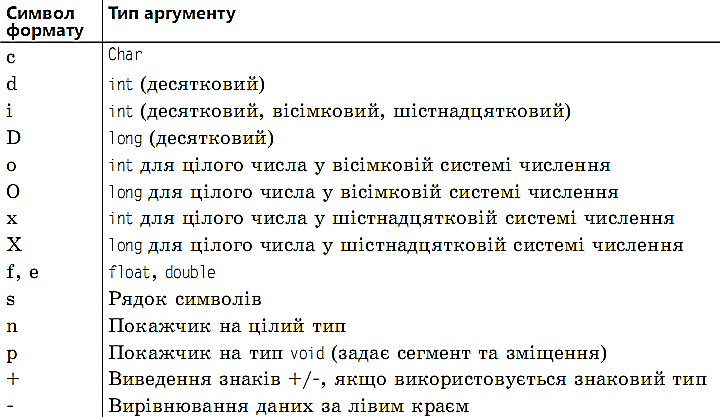 Символ формату Тип аргументу
c Char
d int (десятковий)
i int (десятковий, вісімковий, шістнадцятковий)
D long (десятковий)
o int для цілого числа у вісімковій системі числення
O long для цілого числа у вісімковій системі числення
x int для цілого числа у шістнадцятковій системі числення
X long для цілого числа у шістнадцятковій системі числення
f, e float, double
s Рядок символів
n Покажчик на цілий тип
p Покажчик на тип void (задає сегмент та зміщення)
+ Виведення знаків +/-, якщо використовується знаковий тип
- Вирівнювання даних за лівим краєм